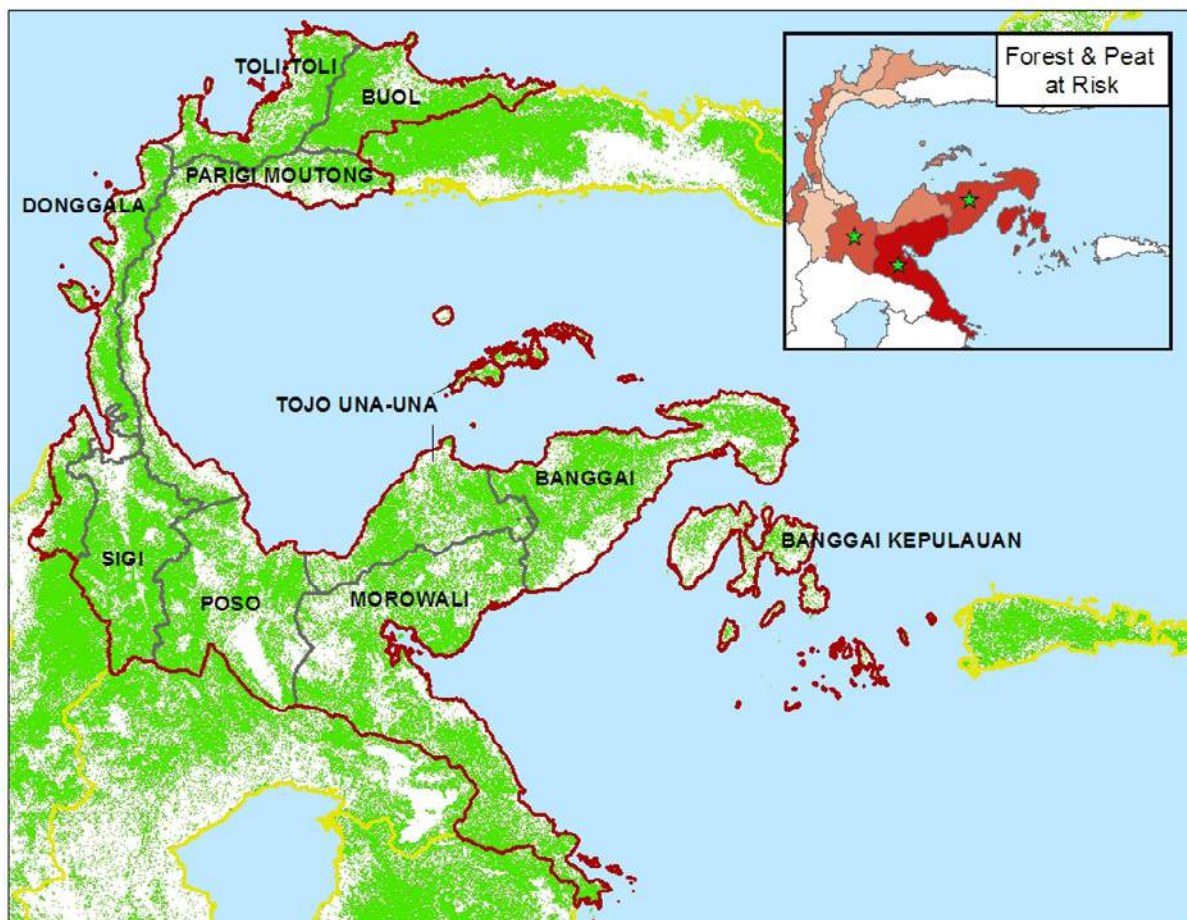 Forest & Peat
at Risk
TOLI-TOLI
BUOL
PARIGI MOUTONG
DONGGALA
TOJO UNA-UNA
BANGGAI
BANGGAI KEPULAUAN
SIGI
POSO
MOROWALI